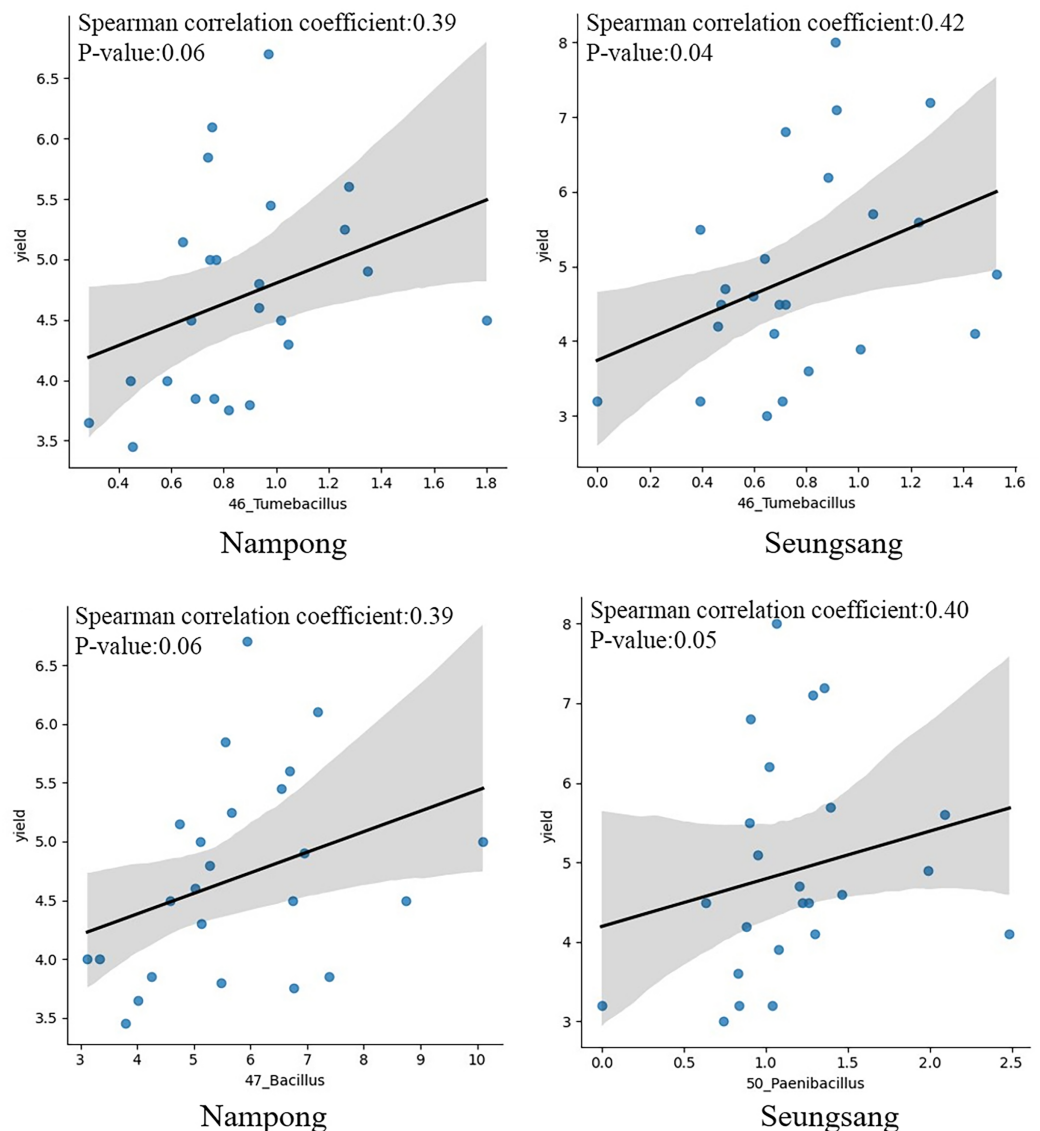 Spearman correlation coefficient:0.39
P-value:0.06
6.5
6.0
5.5
5.0
4.5
4.0
3.5
yield
0.4 0.6 0.8 1.0 1.2 1.4 1.6 1.8
46_Tumebacillus
Nampong
Spearman correlation coefficient:0.42
P-value:0.04
8
7
6
5
4
3
yield
0.0 0.2 0.4 0.6 0.8 1.0 1.2 1.4 1.6
46_Tumebacillus
Seungsang
Spearman correlation coefficient:0.39
P-value:0.06
6.5
6.0
5.5
5.0
4.5
4.0
3.5
yield
3 4 5 6 7 8 9 10
47_Bacillus
Nampong
Spearman correlation coefficient:0.40
P-value:0.05
8
7
6
5
4
3
yield
0.0 0.5 1.0 1.5 2.0 2.5
50_Paenibacillus
Seungsang